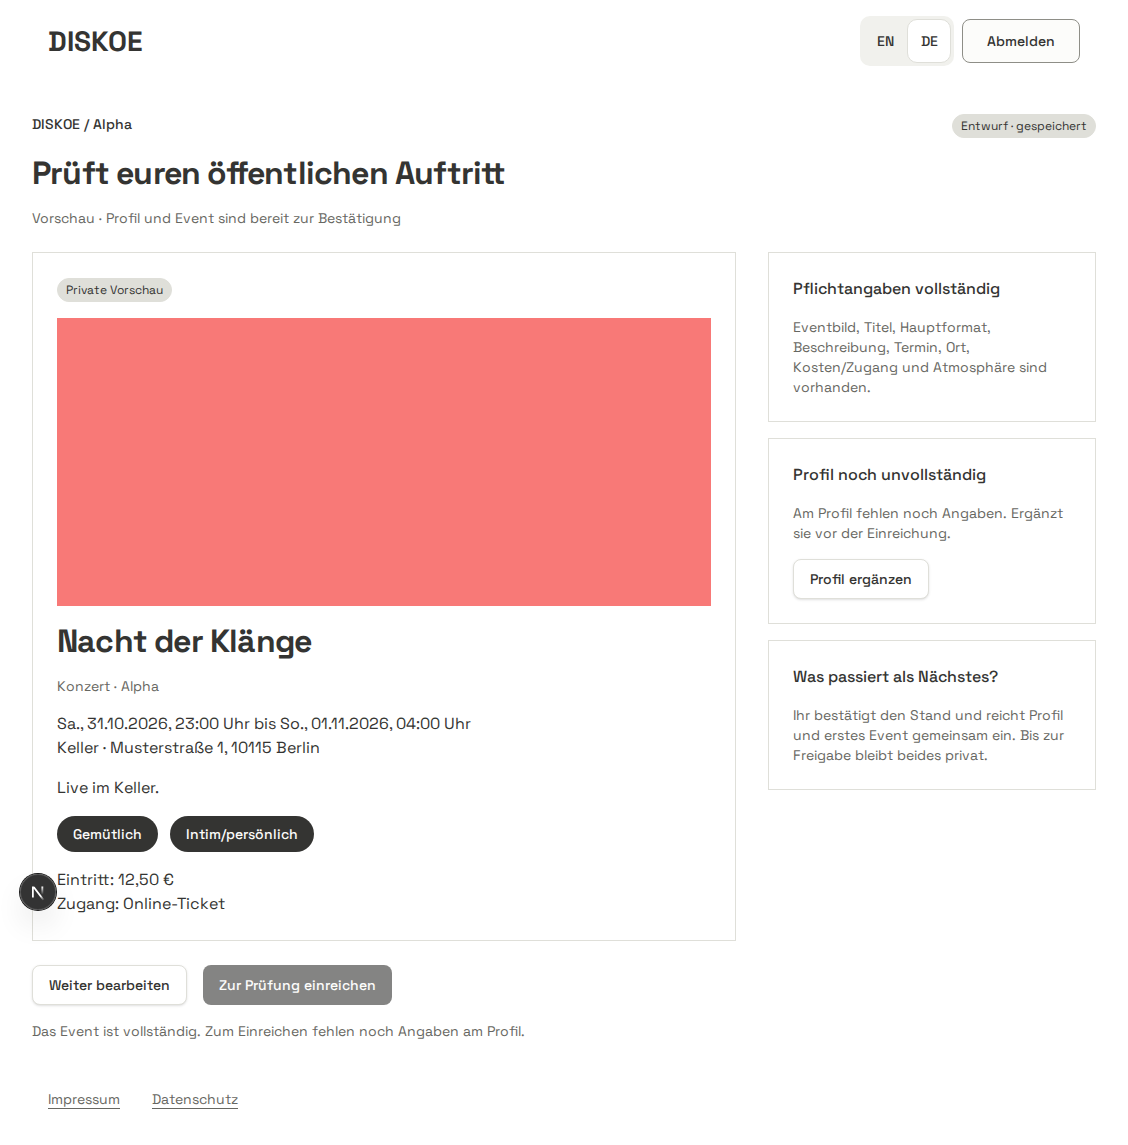 DISKOE
EN
DE
Abmelden
DISKOE / Alpha
Entwurf · gespeichert
Prüft euren öffentlichen Auftritt
Vorschau · Profil und Event sind bereit zur Bestätigung
Private Vorschau
Nacht der Klänge
Konzert · Alpha
Sa., 31.10.2026, 23:00 Uhr bis So., 01.11.2026, 04:00 Uhr
Keller · Musterstraße 1, 10115 Berlin
Live im Keller.
Gemütlich
Intim/persönlich
Eintritt: 12,50 €
N
Zugang: Online-Ticket
Pflichtangaben vollständig
Eventbild, Titel, Hauptformat,
Beschreibung, Termin, Ort,
Kosten/Zugang und Atmosphäre sind
vorhanden.
Profil noch unvollständig
Am Profil fehlen noch Angaben. Ergänzt
sie vor der Einreichung.
Profil ergänzen
Was passiert als Nächstes?
Ihr bestätigt den Stand und reicht Profil
und erstes Event gemeinsam ein. Bis zur
Freigabe bleibt beides privat.
Weiter bearbeiten
Zur Prüfung einreichen
Das Event ist vollständig. Zum Einreichen fehlen noch Angaben am Profil.
Impressum
Datenschutz